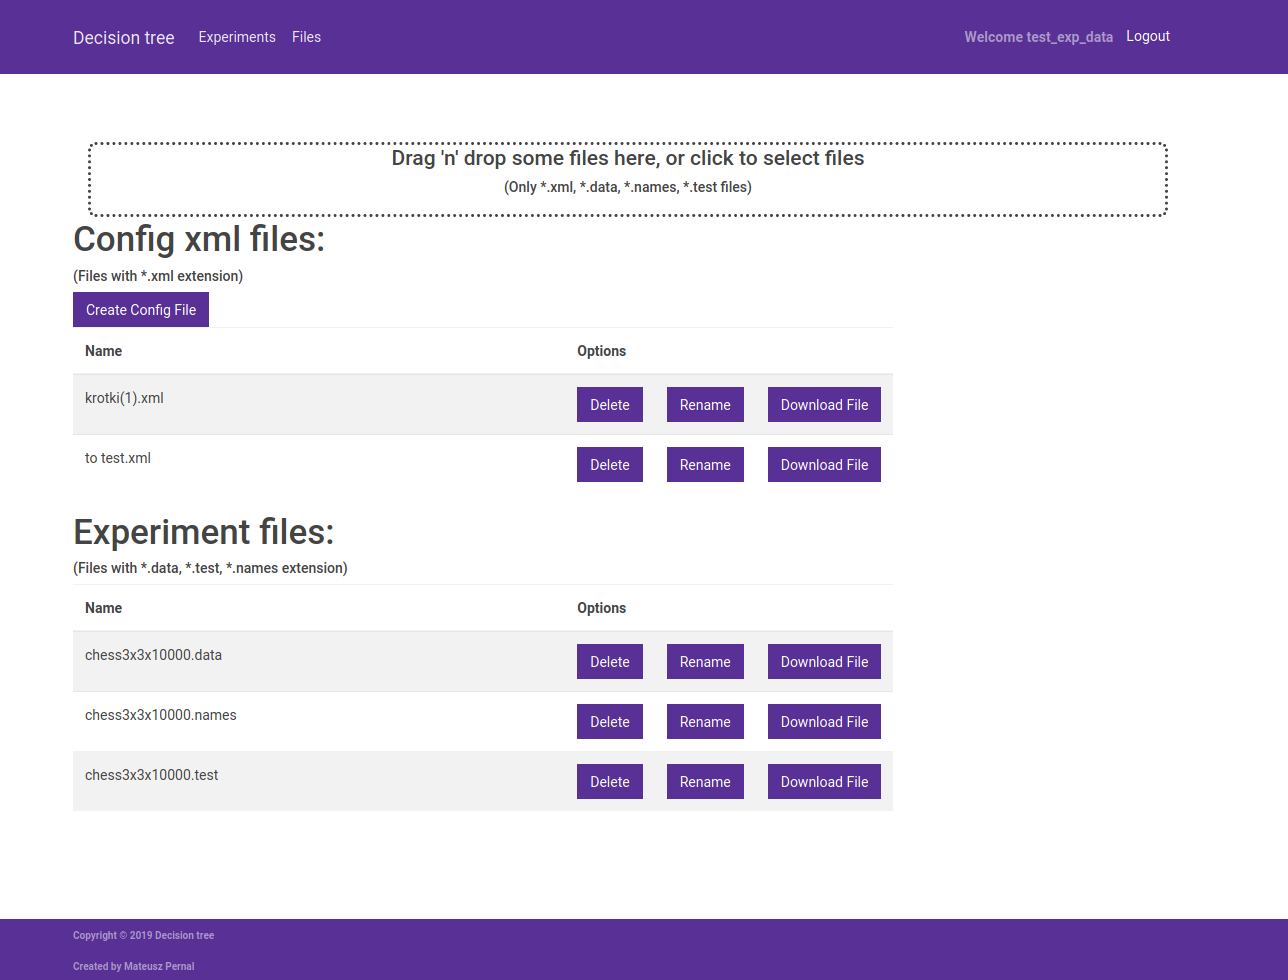 Decision tree Experiments Files Welcome test_exp_data Logout
Drag 'n' drop some files here, or click to select files
(Only *.xml, *.data, *.names, *.test files)
Config xml files:
(Files with *.xml extension)
Create Config File
Name Options
krotki(1).xml Delete Rename Download File
to test.xml Delete Rename Download File
Experiment files:
(Files with *.data, *.test, *.names extension)
Name Options
chess3x3x10000.data Delete Rename Download File
chess3x3x10000.names Delete Rename Download File
chess3x3x10000.test Delete Rename Download File
Copyright © 2019 Decision tree
Created by Mateusz Pernal